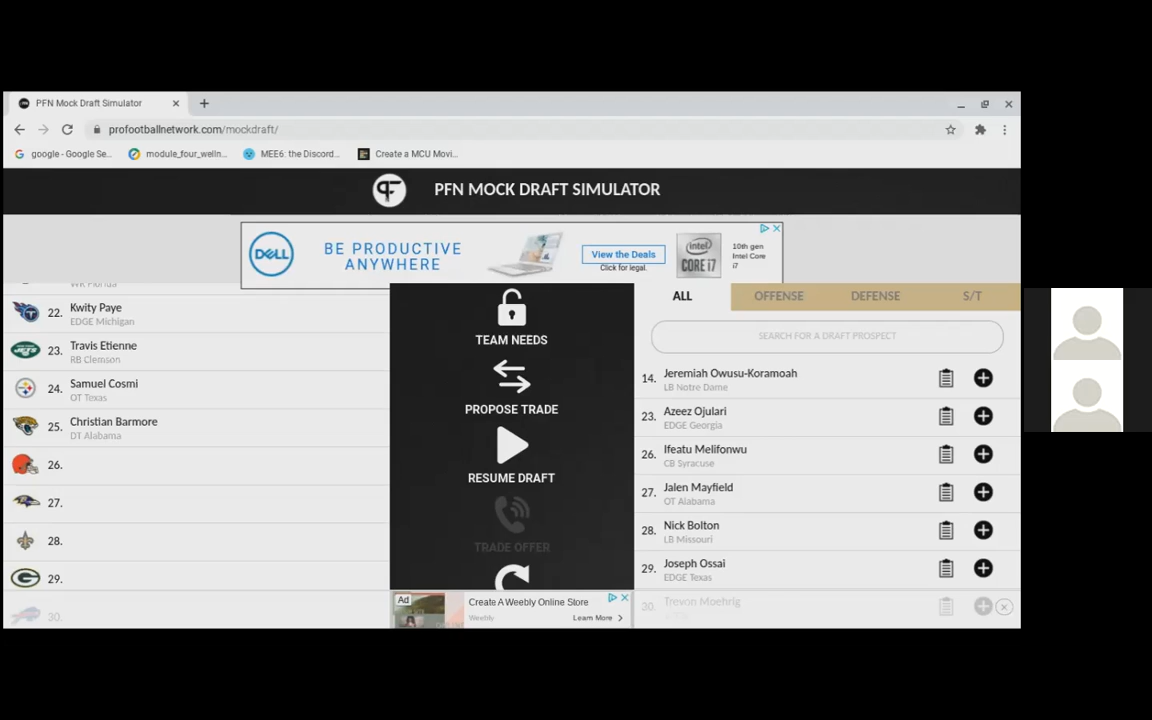 PFN Mock Draft Simulator
profootballnetwork.com/mockdraft/
google - Google Se...
module_four_welln...
MEE6: the Discord...
Create a MCU Movi...
PFN MOCK DRAFT SIMULATOR
DELL
BE PRODUCTIVE
ANYWHERE
View the Deals
Click for legal.
intel
CORE i7
10th gen
Intel Core
i7
WR Florida
22. Kwity Paye
EDGE Michigan
23. Travis Etienne
RB Clemson
24. Samuel Cosmi
OT Texas
25. Christian Barmore
DT Alabama
26.
27.
28.
29.
30.
TEAM NEEDS
PROPOSE TRADE
RESUME DRAFT
TRADE OFFER
Ad
Create A Weekly Online Store
Weebly
Learn More
ALL
OFFENSE
DEFENSE
S/T
SEARCH FOR A DRAFT PROSPECT
14. Jeremiah Owusu-Koramoah
LB Notre Dame
23. Azeez Ojulari
EDGE Georgia
26. Ifeatu Melifonwu
CB Syracuse
27. Jalen Mayfield
OT Alabama
28. Nick Bolton
LB Missouri
29. Joseph Ossai
EDGE Texas
30. Trevon Moehrig